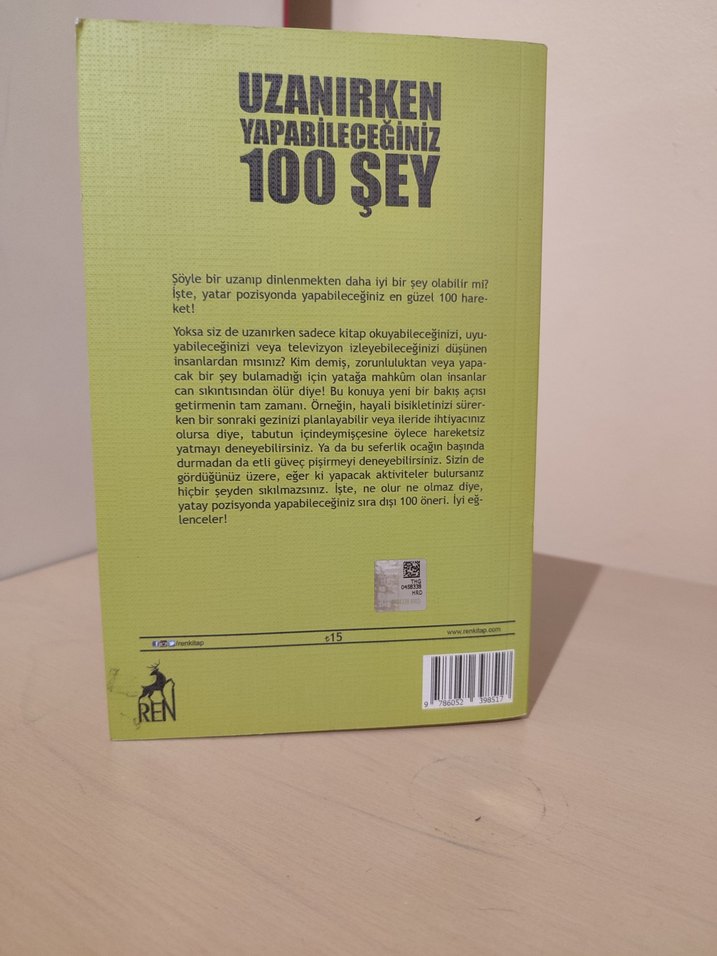 UZANIRKEN
YAPABİLECEĞİNİZ
100 ŞEY
Şöyle bir uzanıp dinlenmekten daha iyi bir şey olabilir mi?
İşte, yatar pozisyonda yapabileceğiniz en güzel 100 hare-
ket!
Yoksa siz de uzanırken sadece kitap okuyabileceğinizi, uyu-
yabileceğinizi veya televizyon izleyebileceğinizi düşünen
insanlardan mısınız? Kim demiş, zorunluluktan veya yapa-
cak bir şey bulamadığı için yatağa mahkûm olan insanlar
can sıkıntısından ölür diye! Bu konuya yeni bir bakış açısı
getirmenin tam zamanı. Örneğin, hayali bisikletinizi sürer-
ken bir sonraki gezinizi planlayabilir veya ileride ihtiyacınız
olursa diye, tabutun içindeymişçesine öylece hareketsiz
yatmayı deneyebilirsiniz. Ya da bu seferlik ocağın başında
durmadan da etli güveç pişirmeyi deneyebilirsiniz. Sizin de
gördüğünüz üzere, eğer ki yapacak aktiviteler bulursanız
hiçbir şeyden sıkılmazsınız. İşte, ne olur ne olmaz diye,
yatay pozisyonda yapabileceğiniz sıra dışı 100 öneri. İyi eğ-
lenceler!
THG
0458338
HRD
/renkitap
₺15
www.renkitap.com
REN
9 786052 398517